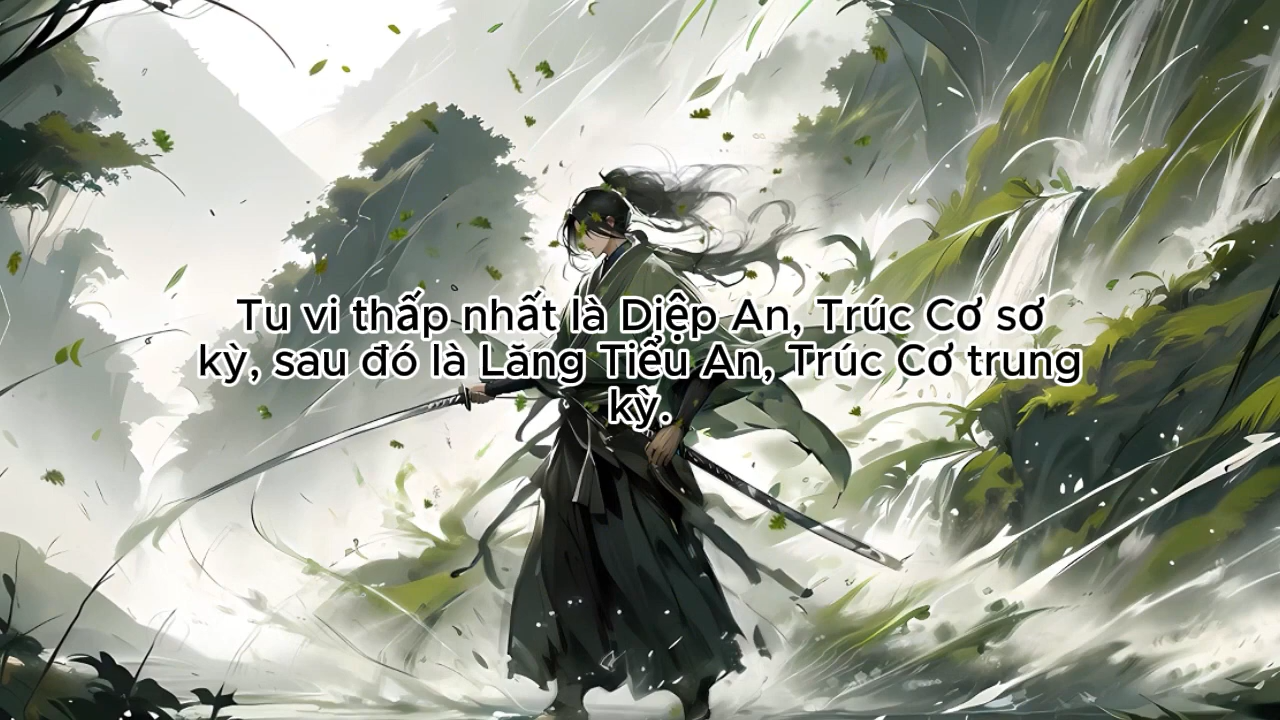 Tu vi thấp nhất là Diệp An, Trúc Cơ sơ
kỳ, sau đó là Lăng Tiểu An, Trúc Cơ trung
kỳ.